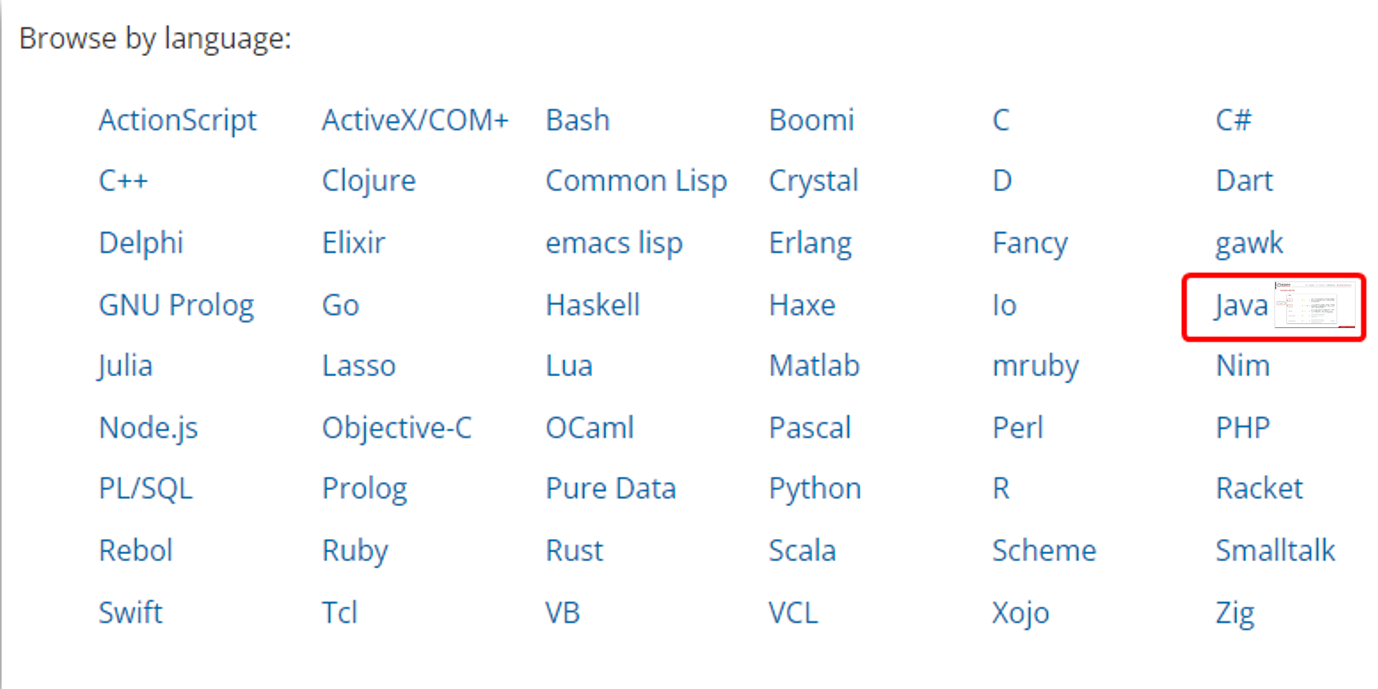 Browse by language:
ActionScript ActiveX/COM+ Bash Boomi C C#
C++ Clojure Common Lisp Crystal D Dart
Delphi Elixir emacs lisp Erlang Fancy gawk
GNU Prolog Go Haskell Haxe Io Java
Julia Lasso Lua Matlab mruby Nim
Node.js Objective-C OCaml Pascal Perl PHP
PL/SQL Prolog Pure Data Python R Racket
Rebol Ruby Rust Scala Scheme Smalltalk
Swift Tcl VB VCL Xojo Zig